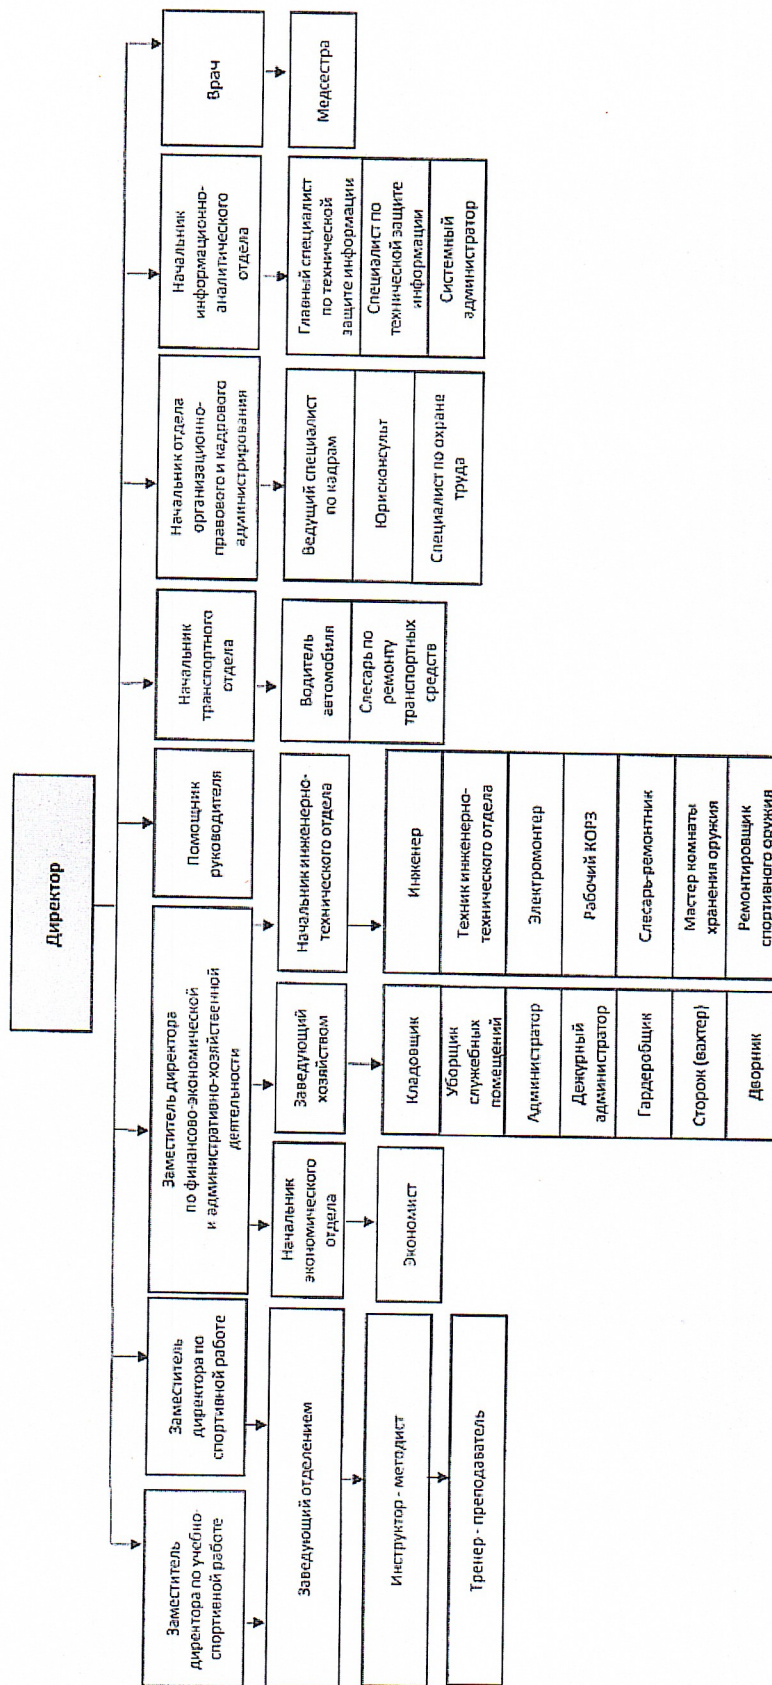 Директор
Заместитель
директора по учебно-
спортивной работе
Заместитель
директора по
спортивной работе
Заместитель директора
по финансово-экономической
и административно-хозяйственной
деятельности
Помощник
руководителя
Начальник
транспортного
отдела
Начальник отдела
организационно-
правового и кадрового
администрирования
Начальник
информационно-
аналитического
отдела
Врач
Заведующий отделением
Инструктор - методист
Тренер - преподаватель
Начальник
экономического
отдела
Экономист
Заведующий
хозяйством
Кладовщик
Уборщик
служебных
помещений
Администратор
Дежурный
администратор
Гардеробщик
Сторож (вахтер)
Дворник
Начальник инженерно-
технического отдела
Инженер
Техник инженерно-
технического отдела
Электромонтер
Рабочий КОРЗ
Слесарь-ремонтник
Мастер комнаты
хранения оружия
Ремонтировщик
спортивного оружия
Водитель
автомобиля
Слесарь по
ремонту
транспортных
средств
Ведущий специалист
по кадрам
Юрисконсульт
Специалист по охране
труда
Главный специалист
по технической
защите информации
Специалист по
технической защите
информации
Системный
администратор
Медсестра